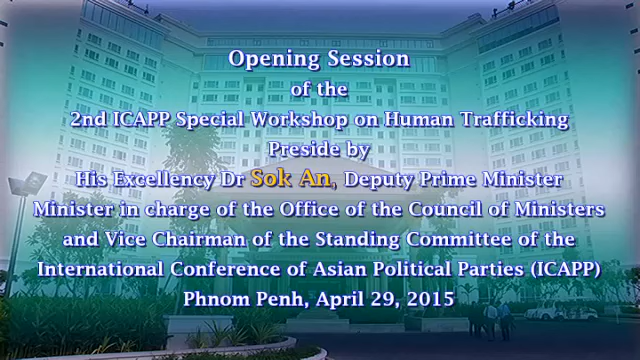 Opening Session
of the
2nd ICAPP Special Workshop on Human Trafficking
Preside by
His Excellency Dr Sok An, Deputy Prime Minister
Minister in charge of the Office of the Council of Ministers
and Vice Chairman of the Standing Committee of the
International Conference of Asian Political Parties (ICAPP)
Phnom Penh, April 29, 2015